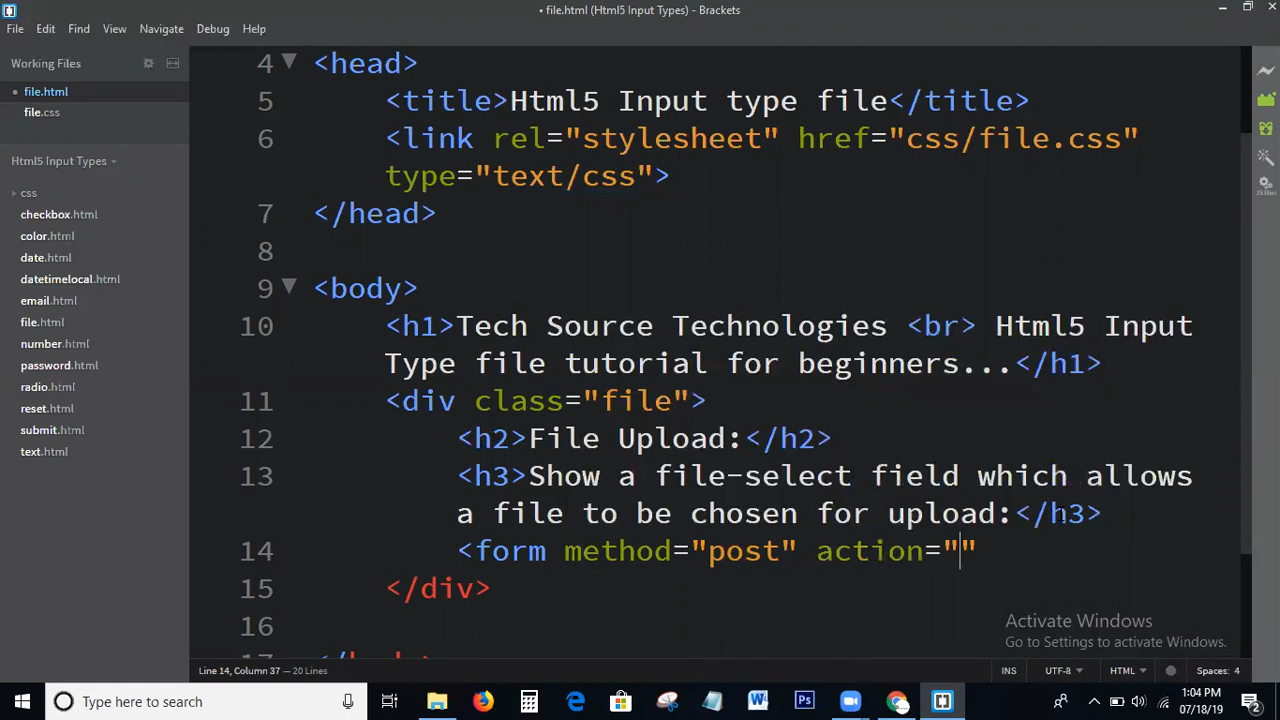 • file.html (Html5 Input Types) - Brackets
File Edit Find View Navigate Debug Help
Working Files
• file.html
file.css
Html5 Input Types
css
checkbox.html
color.html
date.html
datetimelocal.html
email.html
file.html
number.html
password.html
radio.html
reset.html
submit.html
text.html
4 <head>
5 <title>Html5 Input type file</title>
6 <link rel="stylesheet" href="css/file.css"
type="text/css">
7 </head>
8
9 <body>
10 <h1>Tech Source Technologies <br> Html5 Input
Type file tutorial for beginners...</h1>
11 <div class="file">
12 <h2>File Upload:</h2>
13 <h3>Show a file-select field which allows
a file to be chosen for upload:</h3>
14 <form method="post" action=""
15 </div>
16
Activate Windows
Go to Settings to activate Windows.
Line 14, Column 37 — 20 Lines
INS UTF-8 HTML Spaces: 4
Type here to search
1:04 PM
07/18/19
2